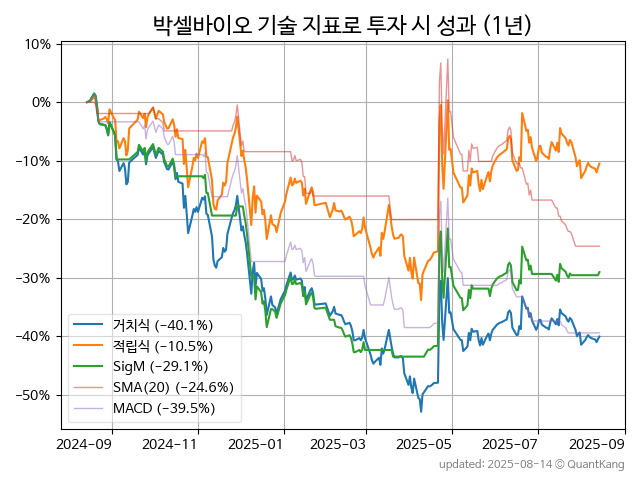 박셀바이오 기술 지표로 투자 시 성과 (1년)
10%
0%
−10%
−20%
−30%
−40%
−50%
거치식 (−40.1%)
적립식 (−10.5%)
SigM (−29.1%)
SMA(20) (−24.6%)
MACD (−39.5%)
2024-09 2024-11 2025-01 2025-03 2025-05 2025-07 2025-09
updated: 2025-08-14 © QuantKang